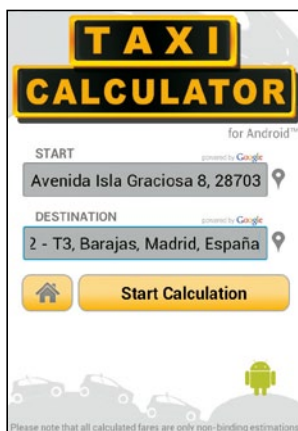 TAXI
CALCULATOR
for Android™
START
powered by Google
Avenida Isla Graciosa 8, 28703
DESTINATION
powered by Google
2 - T3, Barajas, Madrid, España
Start Calculation
Please note that all calculated fares are only non-binding estimations